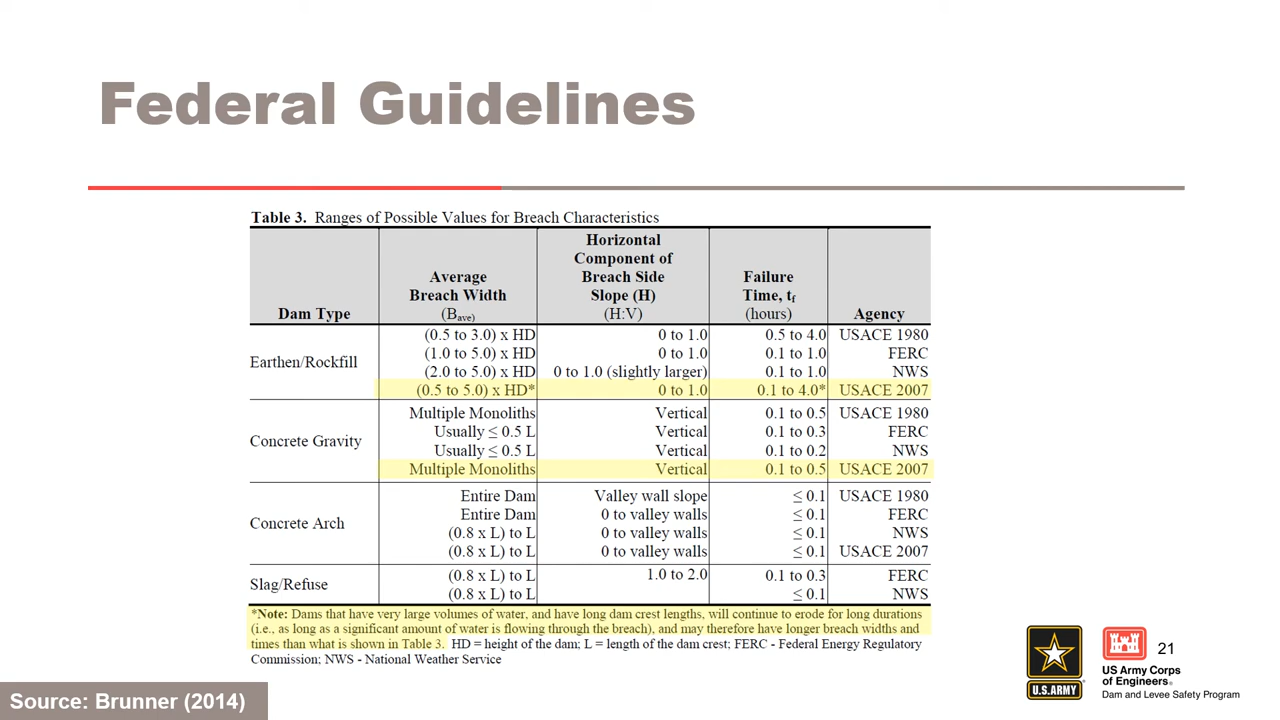 Federal Guidelines
Table 3. Ranges of Possible Values for Breach Characteristics
Dam Type
Average
Breach Width
(Bave)
Horizontal
Component of
Breach Side
Slope (H)
(H:V)
Failure
Time, tf
(hours)
Agency
Earthen/Rockfill
(0.5 to 3.0) x HD 0 to 1.0 0.5 to 4.0 USACE 1980
(1.0 to 5.0) x HD 0 to 1.0 0.1 to 1.0 FERC
(2.0 to 5.0) x HD 0 to 1.0 (slightly larger) 0.1 to 1.0 NWS
(0.5 to 5.0) x HD* 0 to 1.0 0.1 to 4.0* USACE 2007
Concrete Gravity
Multiple Monoliths Vertical 0.1 to 0.5 USACE 1980
Usually ≤ 0.5 L Vertical 0.1 to 0.3 FERC
Usually ≤ 0.5 L Vertical 0.1 to 0.2 NWS
Multiple Monoliths Vertical 0.1 to 0.5 USACE 2007
Concrete Arch
Entire Dam Valley wall slope ≤ 0.1 USACE 1980
Entire Dam 0 to valley walls ≤ 0.1 FERC
(0.8 x L) to L 0 to valley walls ≤ 0.1 NWS
(0.8 x L) to L 0 to valley walls ≤ 0.1 USACE 2007
Slag/Refuse
(0.8 x L) to L 1.0 to 2.0 0.1 to 0.3 FERC
(0.8 x L) to L ≤ 0.1 NWS
*Note: Dams that have very large volumes of water, and have long dam crest lengths, will continue to erode for long durations
(i.e., as long as a significant amount of water is flowing through the breach), and may therefore have longer breach widths and
times than what is shown in Table 3. HD = height of the dam; L = length of the dam crest; FERC - Federal Energy Regulatory
Commission; NWS - National Weather Service
U.S.ARMY
US Army Corps
of Engineers®
Dam and Levee Safety Program
21
Source: Brunner (2014)